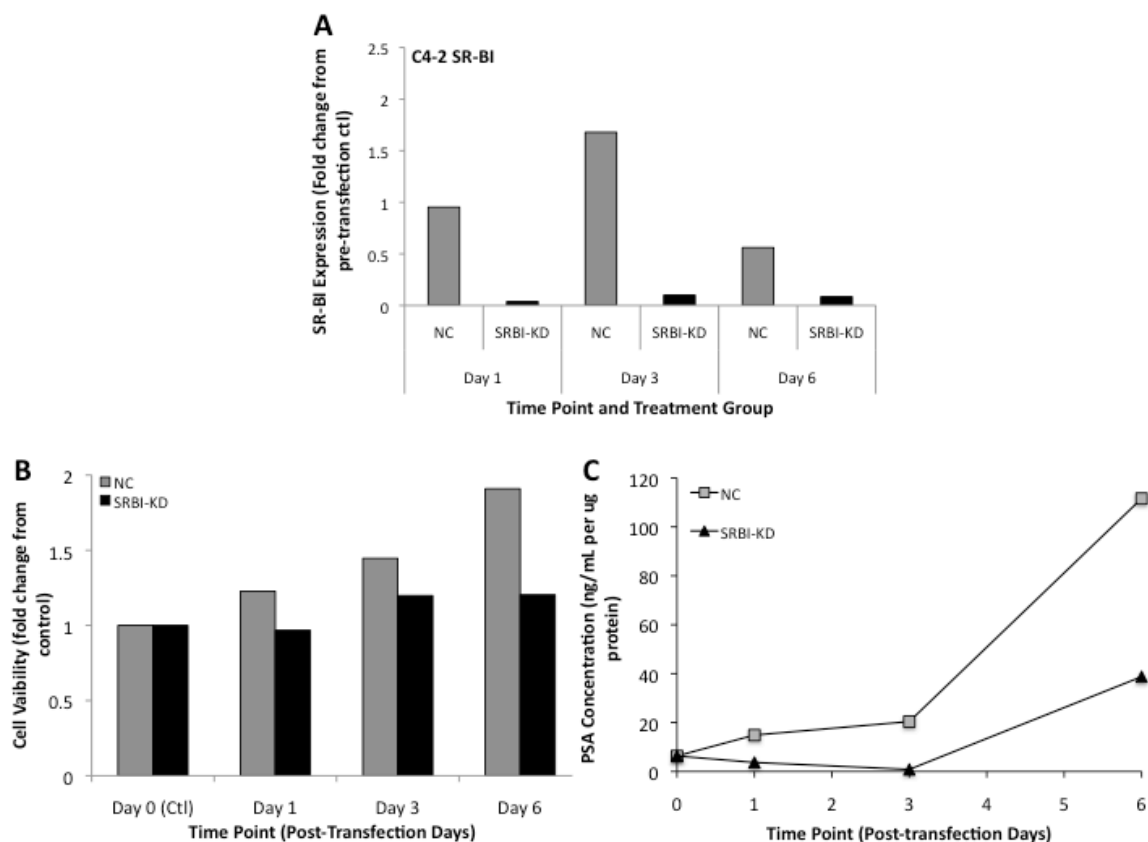 A
C4-2 SR-BI
SR-BI Expression (Fold change from
pre-transfection ctl)
2.5
2
1.5
1
0.5
0
NC
SRBI-KD
NC
SRBI-KD
NC
SRBI-KD
Day 1
Day 3
Day 6
Time Point and Treatment Group
B
NC
SRBI-KD
Cell Vaibility (fold change from
control)
2
1.5
1
0.5
0
Day 0 (Ctl)
Day 1
Day 3
Day 6
Time Point (Post-Transfection Days)
C
NC
SRBI-KD
PSA Concentration (ng/mL per ug
protein)
120
100
80
60
40
20
0
0
1
2
3
4
5
6
Time Point (Post-transfection Days)